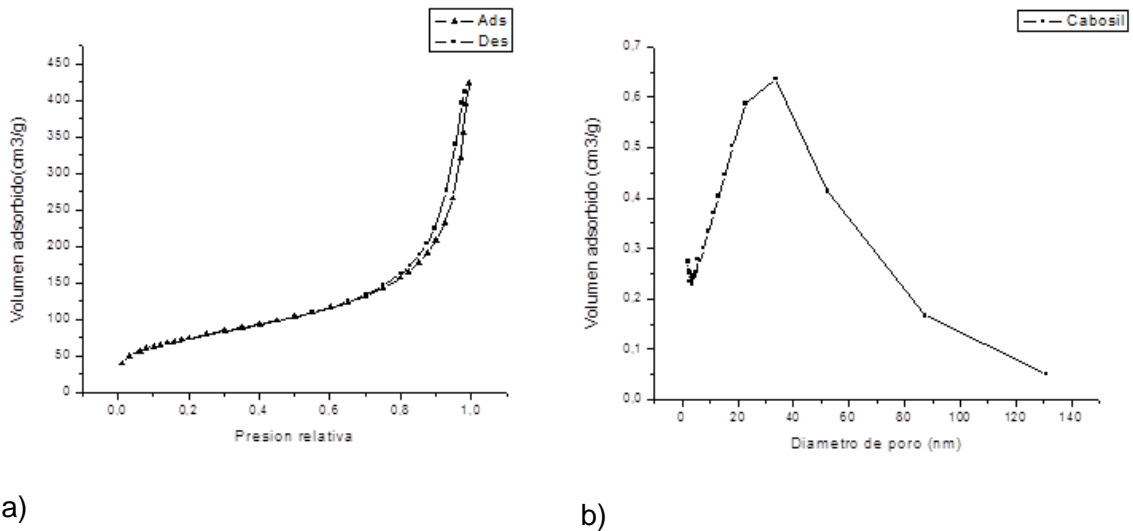 Ads
Des
450
400
350
300
250
200
150
100
50
0
Volumen adsorbido(cm3/g)
0,0 0,2 0,4 0,6 0,8 1,0
Presion relativa
a)
Cabosil
0,7
0,6
0,5
0,4
0,3
0,2
0,1
0,0
Volumen adsorbido (cm3/g)
0 20 40 60 80 100 120 140
Diametro de poro (nm)
b)